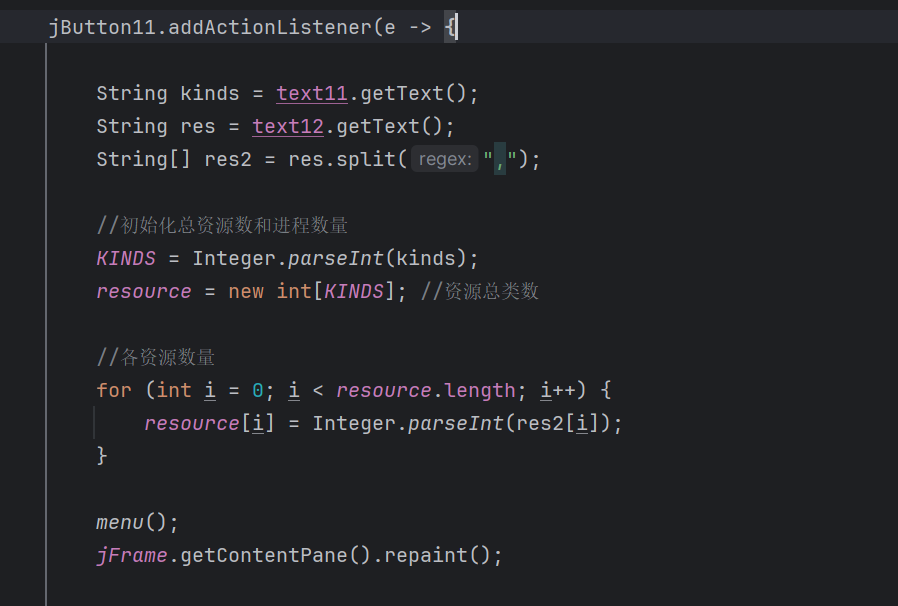 jButton11.addActionListener(e -> {
String kinds = text11.getText();
String res = text12.getText();
String[] res2 = res.split( regex: ",");
//初始化总资源数和进程数量
KINDS = Integer.parseInt(kinds);
resource = new int[KINDS]; //资源总类数
//各资源数量
for (int i = 0; i < resource.length; i++) {
resource[i] = Integer.parseInt(res2[i]);
}
menu();
jFrame.getContentPane().repaint();